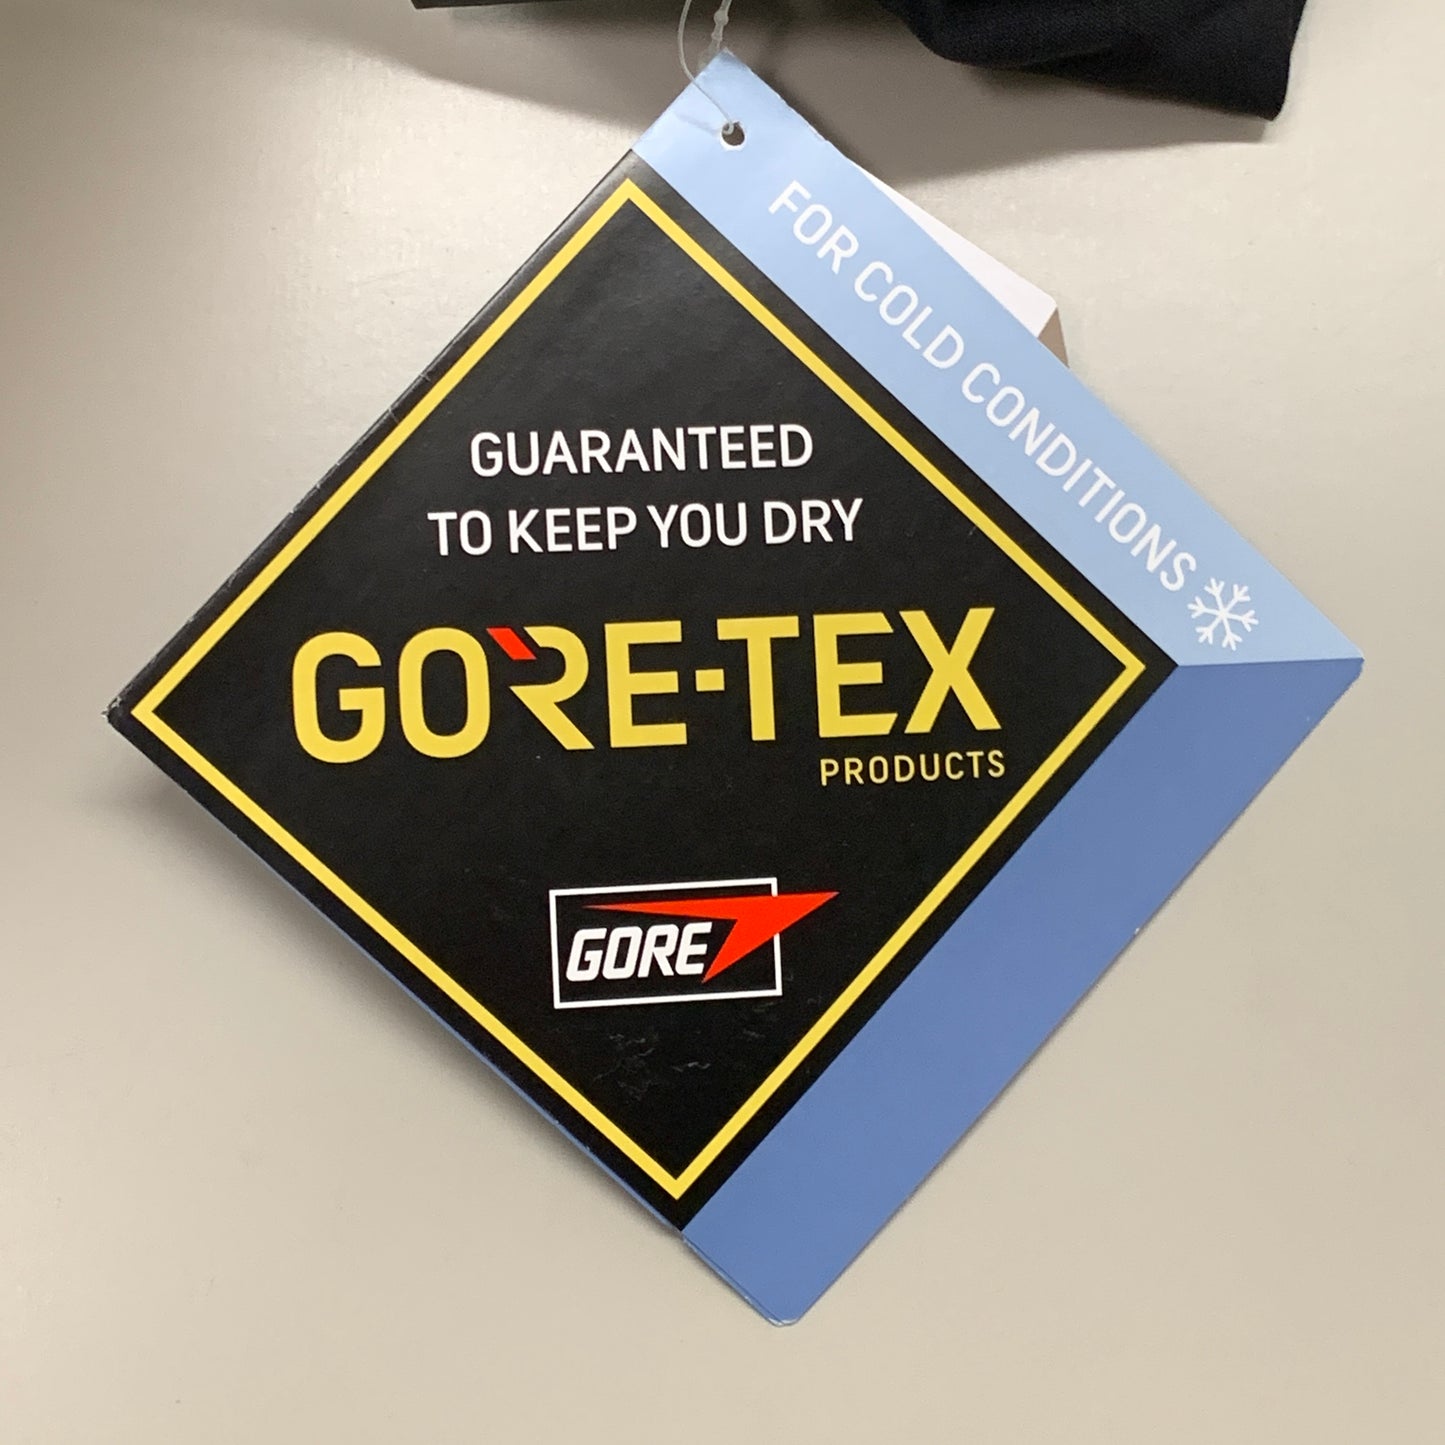 FOR COLD CONDITIONS
GUARANTEED
TO KEEP YOU DRY
GORE-TEX
PRODUCTS
GORE